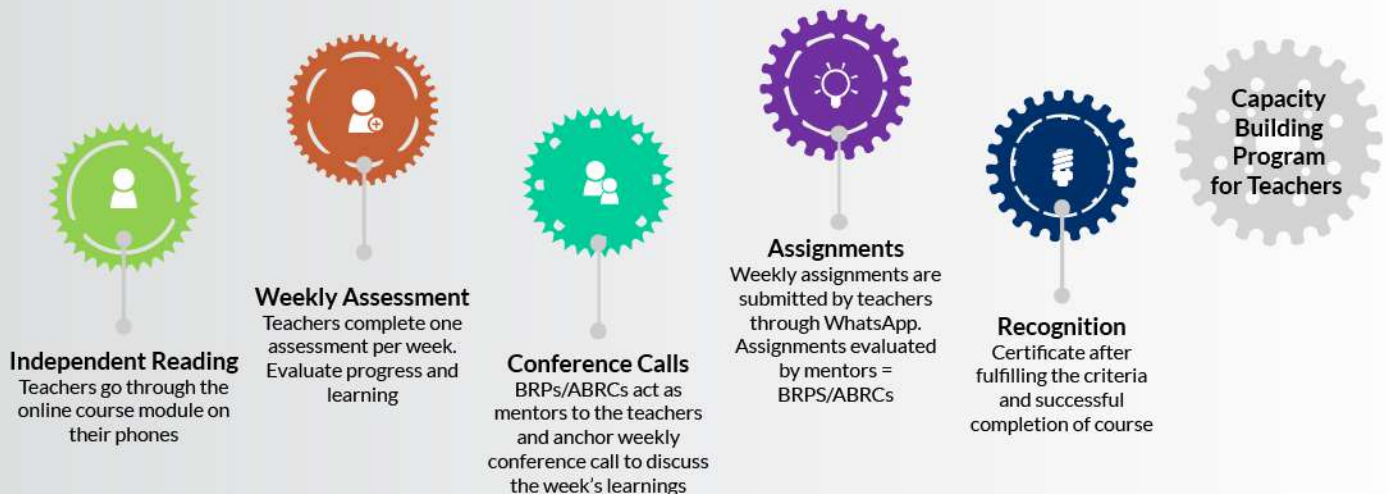 Independent Reading
Teachers go through the
online course module on
their phones
Weekly Assessment
Teachers complete one
assessment per week.
Evaluate progress and
learning
Conference Calls
BRPs/ABRCs act as
mentors to the teachers
and anchor weekly
conference call to discuss
the week's learnings
Assignments
Weekly assignments are
submitted by teachers
through WhatsApp.
Assignments evaluated
by mentors =
BRPS/ABRCs
Recognition
Certificate after
fulfilling the criteria
and successful
completion of course
Capacity
Building
Program
for Teachers